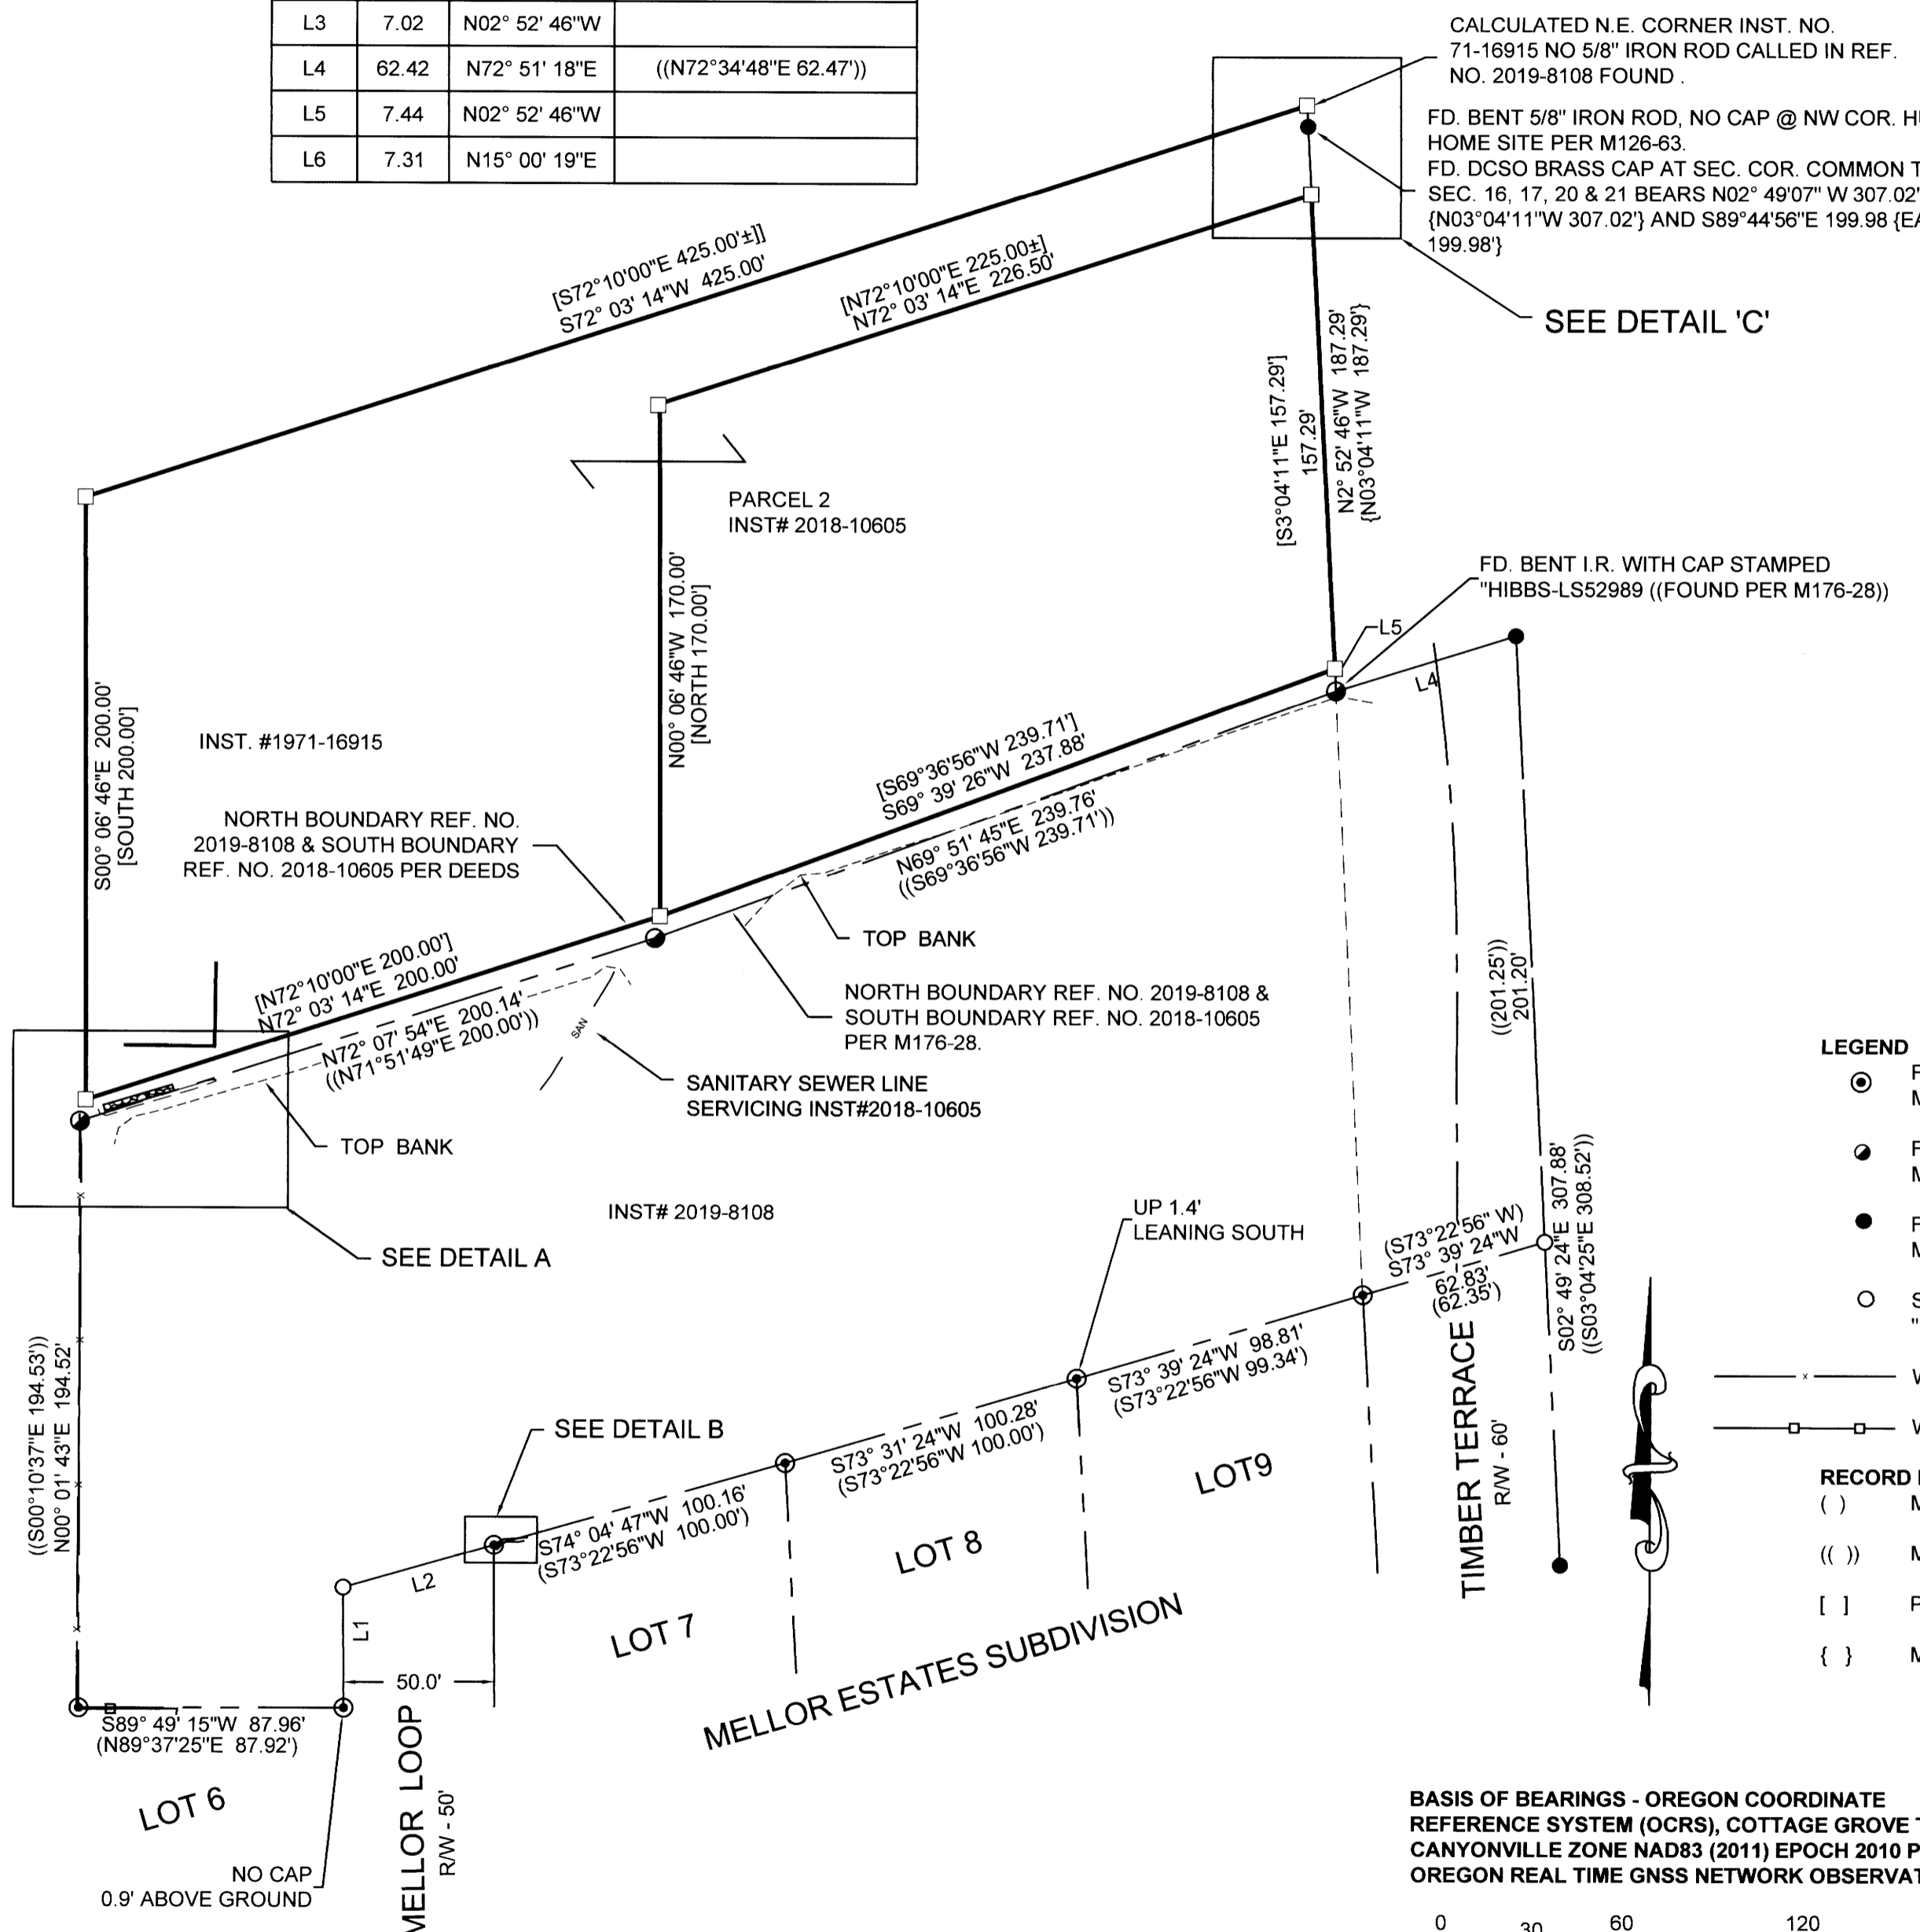 L3 7.02 N02° 52' 46"W
L4 62.42 N72° 51' 18"E ((N72°34'48"E 62.47'))
L5 7.44 N02° 52' 46"W
L6 7.31 N15° 00' 19"E
CALCULATED N.E. CORNER INST. NO.
71-16915 NO 5/8" IRON ROD CALLED IN REF.
NO. 2019-8108 FOUND .
FD. BENT 5/8" IRON ROD, NO CAP @ NW COR.
HOME SITE PER M126-63.
FD. DCSO BRASS CAP AT SEC. COR. COMMON
SEC. 16, 17, 20 & 21 BEARS N02° 49'07" W 307.02'
{N03°04'11"W 307.02'} AND S89°44'56"E 199.98
199.98'}
SEE DETAIL 'C'
[S72°10'00"E 425.00'±]]
S72° 03' 14"W 425.00'
[N72°10'00"E 225.00±]
N72° 03' 14"E 226.50'
[S3°04'11"E 157.29']
157.29'
N2° 52' 46"W 187.29'
{N03°04'11"W 187.29'}
PARCEL 2
INST# 2018-10605
FD. BENT I.R. WITH CAP STAMPED
"HIBBS-LS52989 ((FOUND PER M176-28))
L5
L4
S00° 06' 46"E 200.00'
[SOUTH 200.00']
N00° 06' 46"W 170.00'
[NORTH 170.00']
INST. #1971-16915
NORTH BOUNDARY REF. NO.
2019-8108 & SOUTH BOUNDARY
REF. NO. 2018-10605 PER DEEDS
[S69°36'56"W 239.71']
S69° 39' 26"W 237.88'
N69° 51' 45"E 239.76'
((S69°36'56"W 239.71'))
TOP BANK
[N72°10'00"E 200.00']
N72° 03' 14"E 200.00'
N72° 07' 54"E 200.14'
((N71°51'49"E 200.00'))
NORTH BOUNDARY REF. NO. 2019-8108 &
SOUTH BOUNDARY REF. NO. 2018-10605
PER M176-28.
SAN
SANITARY SEWER LINE
SERVICING INST#2018-10605
TOP BANK
((201.25'))
201.20'
INST# 2019-8108
SEE DETAIL A
UP 1.4'
LEANING SOUTH
(S73°22'56" W)
S73° 39' 24"W
62.83'
(62.35')
S02° 49' 24"E 307.88'
((S03°04'25"E 308.52'))
((S00°10'37"E 194.53'))
N00° 01' 43"E 194.52'
S73° 39' 24"W 98.81'
(S73°22'56"W 99.34')
SEE DETAIL B
S73° 31' 24"W 100.28'
(S73°22'56"W 100.00')
S74° 04' 47"W 100.16'
(S73°22'56"W 100.00')
LOT9
LOT 8
LOT 7
L2
L1
50.0'
MELLOR ESTATES SUBDIVISION
TIMBER TERRACE
R/W - 60'
S89° 49' 15"W 87.96'
(N89°37'25"E 87.92')
LOT 6
MELLOR LOOP
R/W - 50'
NO CAP
0.9' ABOVE GROUND
LEGEND
RECORD
( )
(( ))
[ ]
{ }
BASIS OF BEARINGS - OREGON COORDINATE
REFERENCE SYSTEM (OCRS), COTTAGE GROVE
CANYONVILLE ZONE NAD83 (2011) EPOCH 2010
OREGON REAL TIME GNSS NETWORK
0 30 60 120